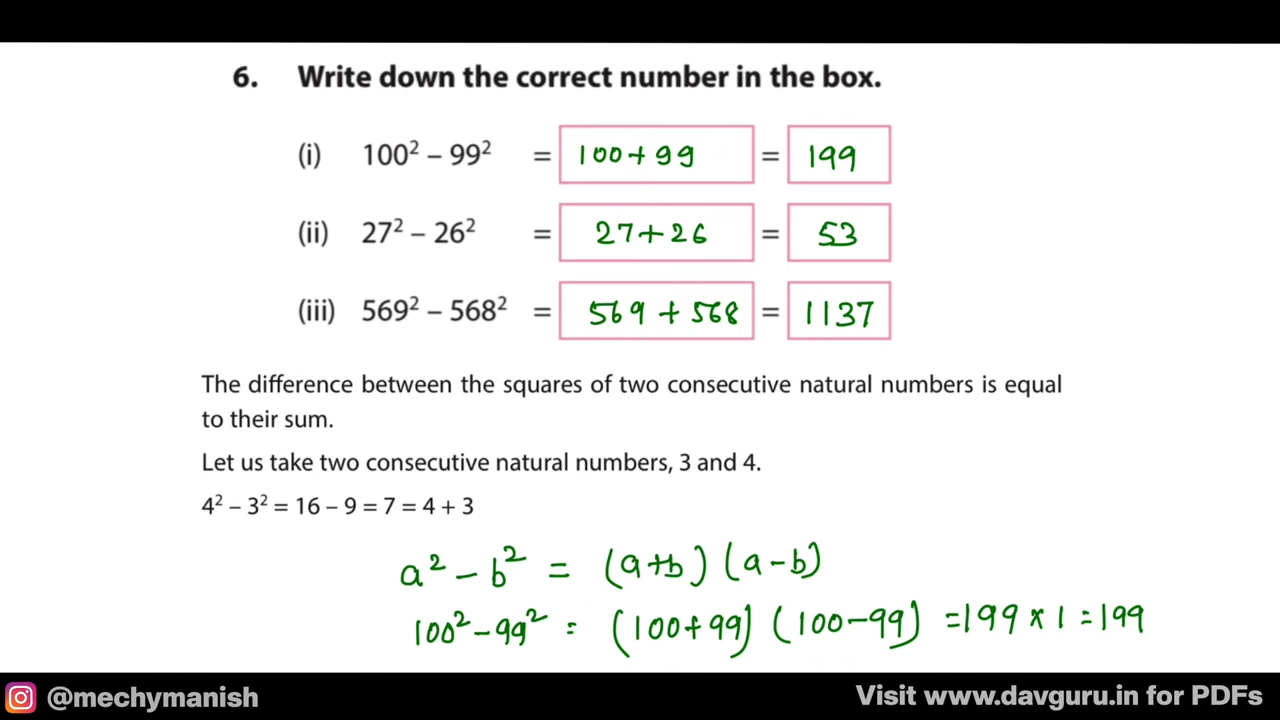 6. Write down the correct number in the box.
(i) 100² – 99² = 100+99 = 199
(ii) 27² – 26² = 27+26 = 53
(iii) 569² – 568² = 569 + 568 = 1137
The difference between the squares of two consecutive natural numbers is equal
to their sum.
Let us take two consecutive natural numbers, 3 and 4.
4² – 3² = 16 – 9 = 7 = 4 + 3
a² – b² = (a+b) (a-b)
100² - 99² = (100+99) (100-99) = 199 × 1 = 199
@mechymanish Visit www.davguru.in for PDFs